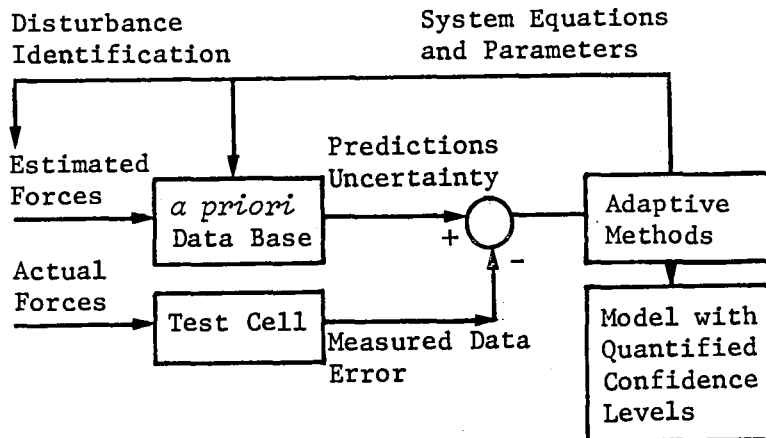 Disturbance
Identification
System Equations
and Parameters
Estimated
Forces
a priori
Data Base
Predictions
Uncertainty
+
-
Adaptive
Methods
Actual
Forces
Test Cell
Measured Data
Error
Model with
Quantified
Confidence
Levels